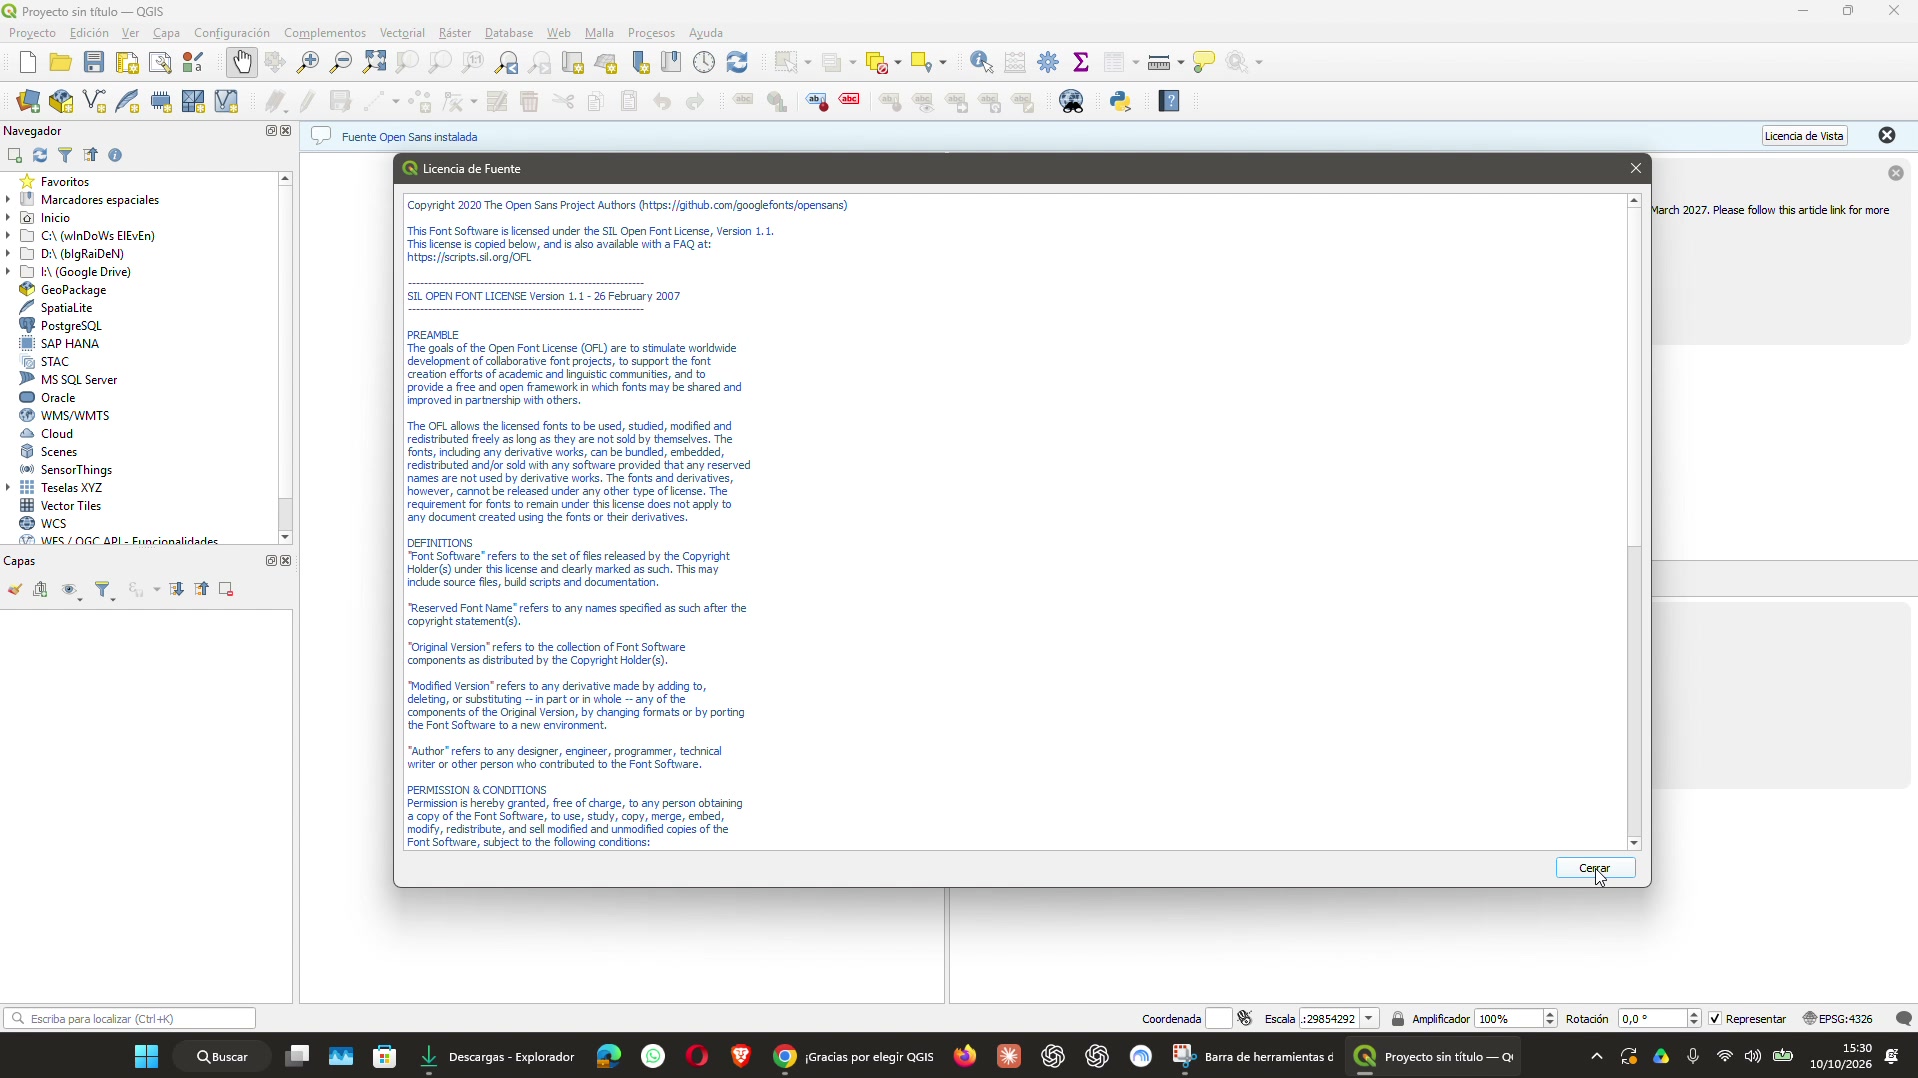 Proyecto sin título — QGIS
Proyecto Edición Ver Capa Configuración Complementos Vectorial Ráster Database Web Malla Procesos Ayuda
Navegador
Fuente Open Sans instalada
Licencia de Vista
Favoritos
Marcadores espaciales
Inicio
C:\ (wInDoWs ElEvEn)
D:\ (bIgRaiDeN)
I:\ (Google Drive)
GeoPackage
SpatiaLite
PostgreSQL
SAP HANA
STAC
MS SQL Server
Oracle
WMS/WMTS
Cloud
Scenes
SensorThings
Teselas XYZ
Vector Tiles
WCS
WFS / OGC API - Funcionalidades
Capas
Licencia de Fuente
Copyright 2020 The Open Sans Project Authors (https://github.com/googlefonts/opensans)
This Font Software is licensed under the SIL Open Font License, Version 1.1.
This license is copied below, and is also available with a FAQ at:
https://scripts.sil.org/OFL
-----------------------------------------------------------
SIL OPEN FONT LICENSE Version 1.1 - 26 February 2007
-----------------------------------------------------------
PREAMBLE
The goals of the Open Font License (OFL) are to stimulate worldwide
development of collaborative font projects, to support the font
creation efforts of academic and linguistic communities, and to
provide a free and open framework in which fonts may be shared and
improved in partnership with others.
The OFL allows the licensed fonts to be used, studied, modified and
redistributed freely as long as they are not sold by themselves. The
fonts, including any derivative works, can be bundled, embedded,
redistributed and/or sold with any software provided that any reserved
names are not used by derivative works. The fonts and derivatives,
however, cannot be released under any other type of license. The
requirement for fonts to remain under this license does not apply to
any document created using the fonts or their derivatives.
DEFINITIONS
"Font Software" refers to the set of files released by the Copyright
Holder(s) under this license and clearly marked as such. This may
include source files, build scripts and documentation.
"Reserved Font Name" refers to any names specified as such after the
copyright statement(s).
"Original Version" refers to the collection of Font Software
components as distributed by the Copyright Holder(s).
"Modified Version" refers to any derivative made by adding to,
deleting, or substituting -- in part or in whole -- any of the
components of the Original Version, by changing formats or by porting
the Font Software to a new environment.
"Author" refers to any designer, engineer, programmer, technical
writer or other person who contributed to the Font Software.
PERMISSION & CONDITIONS
Permission is hereby granted, free of charge, to any person obtaining
a copy of the Font Software, to use, study, copy, merge, embed,
modify, redistribute, and sell modified and unmodified copies of the
Font Software, subject to the following conditions:
Cerrar
March 2027. Please follow this article link for more
Escriba para localizar (Ctrl+K)
Coordenada
Escala :29854292
Amplificador 100%
Rotación 0,0 °
Representar
EPSG:4326
Buscar
Descargas - Explorador
¡Gracias por elegir QGIS
Barra de herramientas d
Proyecto sin título — QG
15:30
10/10/2026